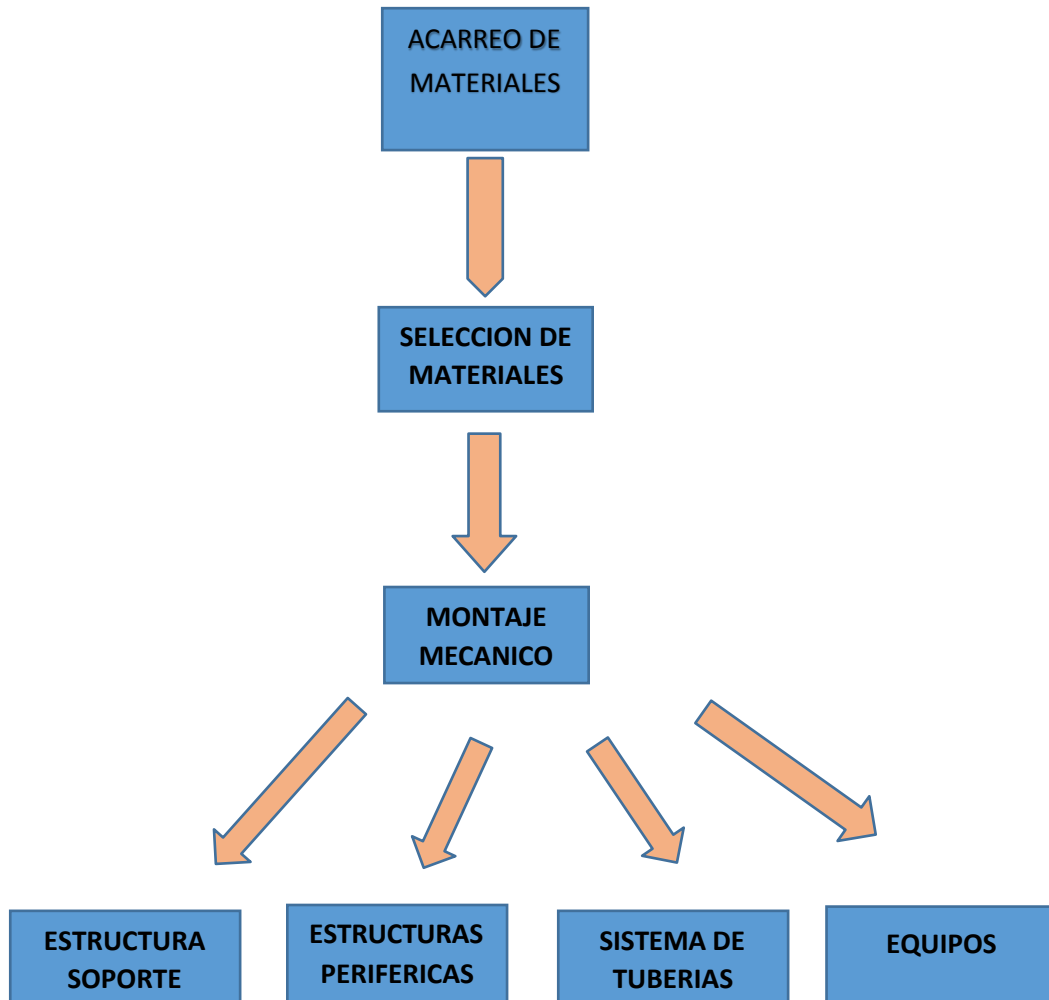 ACARREO DE
MATERIALES
SELECCION DE
MATERIALES
MONTAJE
MECANICO
ESTRUCTURA
SOPORTE
ESTRUCTURAS
PERIFERICAS
SISTEMA DE
TUBERIAS
EQUIPOS